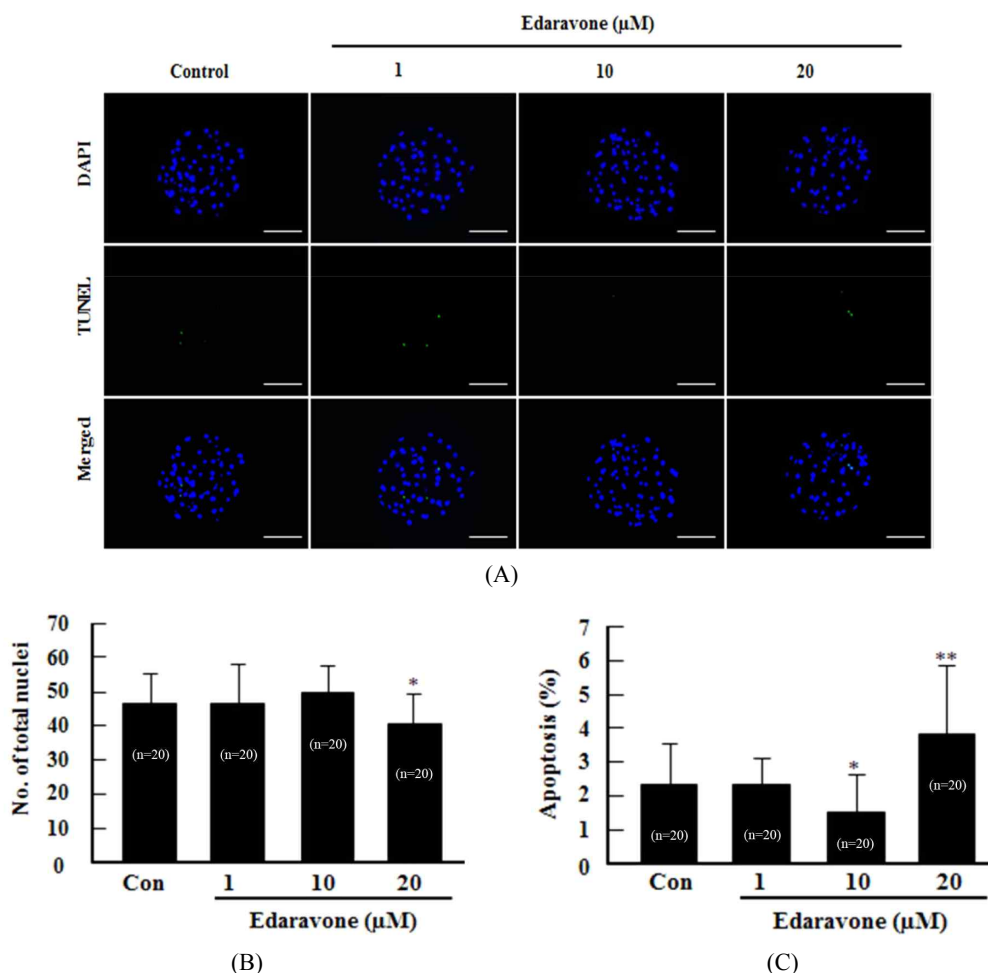 Edaravone (µM)
Control 1 10 20
DAPI
TUNEL
Merged
(A)
No. of total nuclei
70
60
50
40
30
20
10
0
*
(n=20) (n=20) (n=20) (n=20)
Con 1 10 20
Edaravone (µM)
(B)
Apoptosis (%)
7
6
5
4
3
2
1
0
* **
(n=20) (n=20) (n=20) (n=20)
Con 1 10 20
Edaravone (µM)
(C)